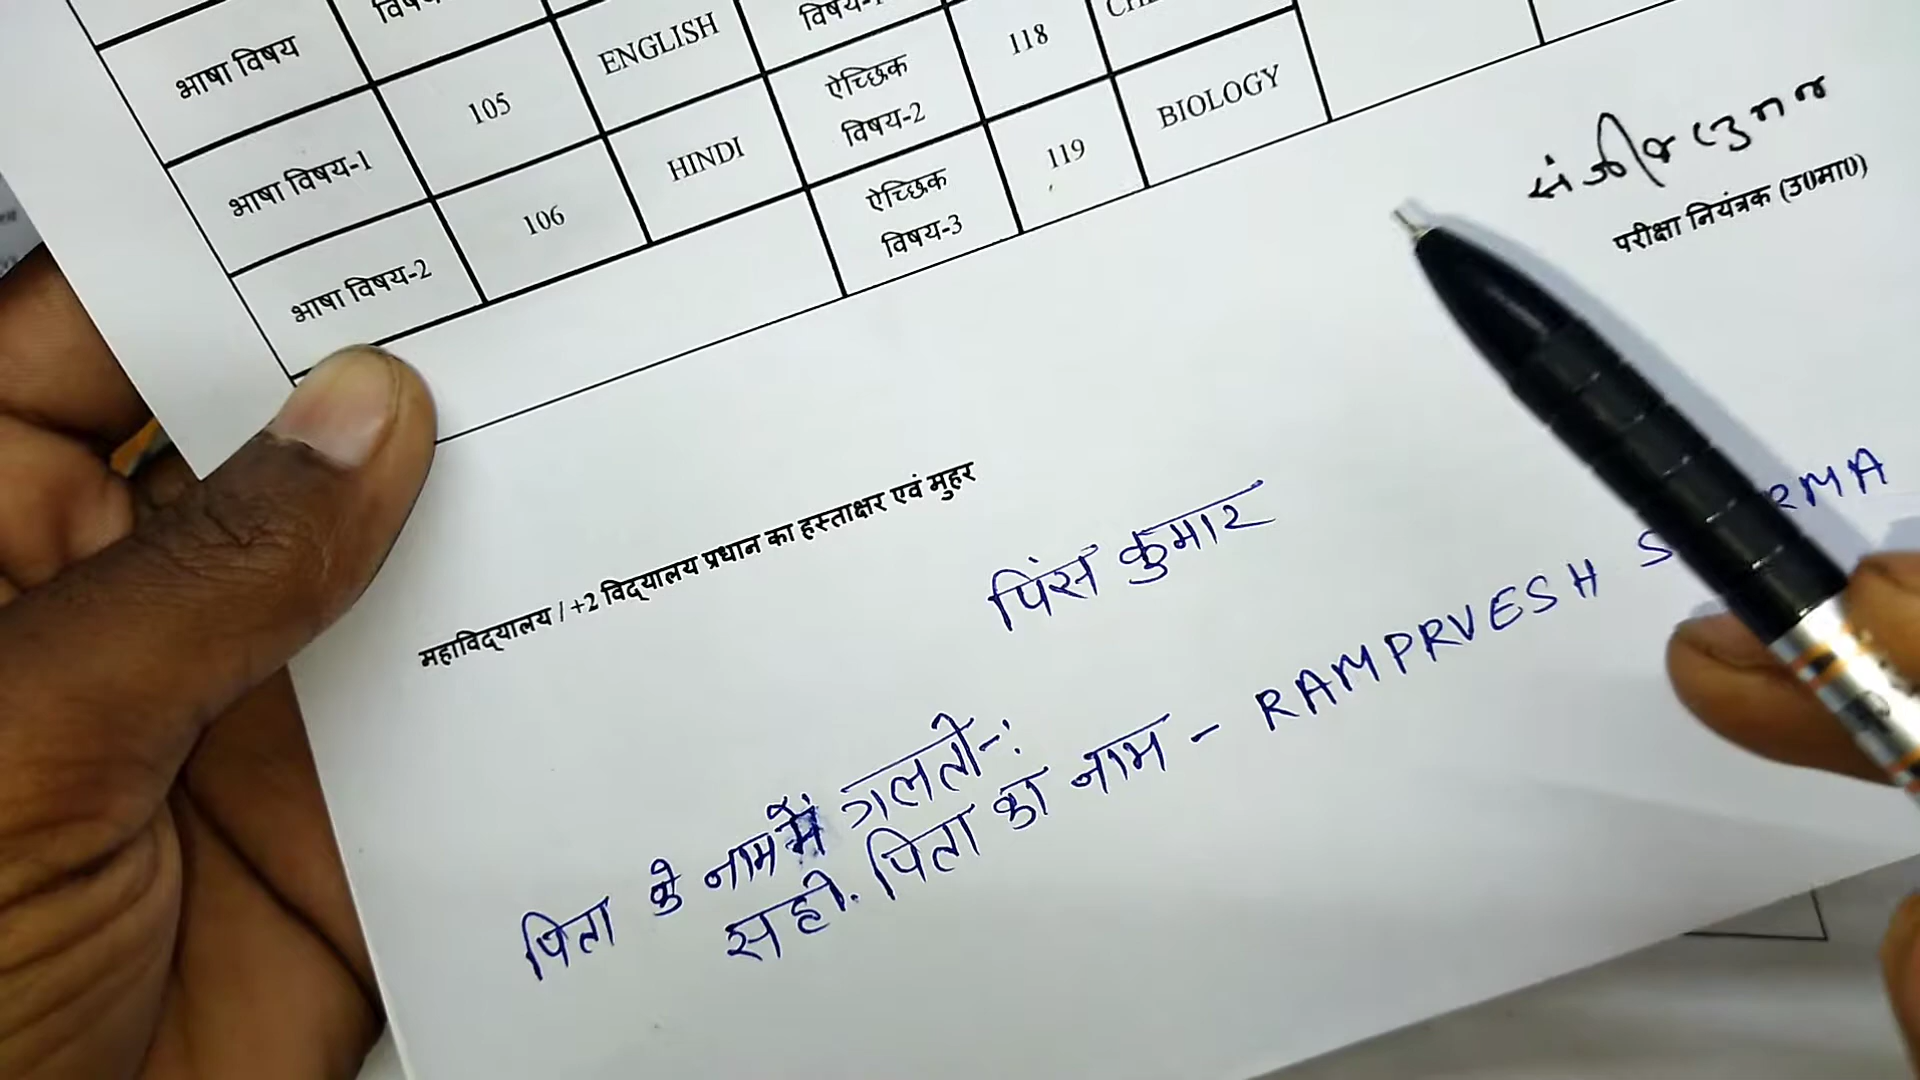 भाषा विषय
105 ENGLISH
ऐच्छिक विषय-2 118
भाषा विषय-1
106 HINDI
ऐच्छिक विषय-3 119 BIOLOGY
भाषा विषय-2
परीक्षा नियंत्रक (उ0मा0)
महाविद्यालय / +2 विद्यालय प्रधान का हस्ताक्षर एवं मुहर
पिंस कुमार
पिता के नाम में गलती-:
सही. पिता का नाम - RAMPRVESH